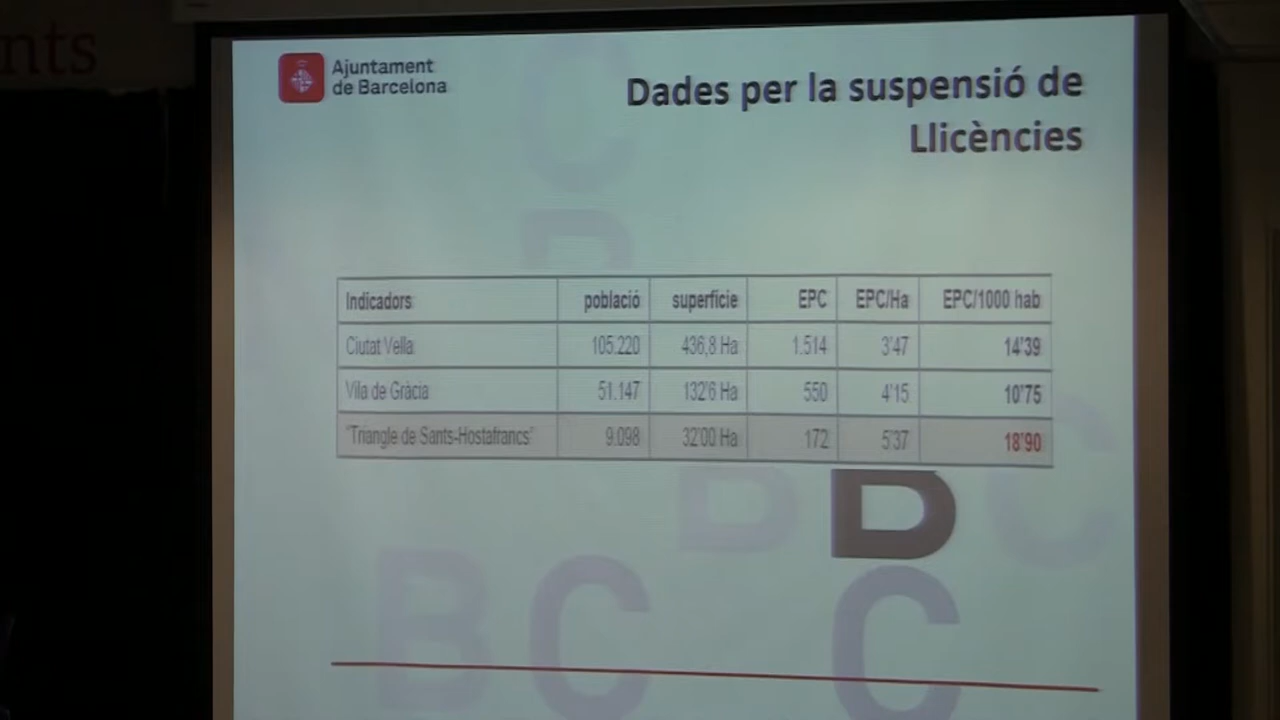 nts
Ajuntament
de Barcelona
Dades per la suspensió de
Llicències
Indicadors població superfície EPC EPC/Ha EPC/1000 hab
Ciutat Vella 105.220 436,8 Ha 1.514 3'47 14'39
Vila de Gràcia 51.147 132'6 Ha 550 4'15 10'75
"Triangle de Sants-Hostafrancs" 9.098 32'00 Ha 172 5'37 18'90
C
B
B B C
B C C